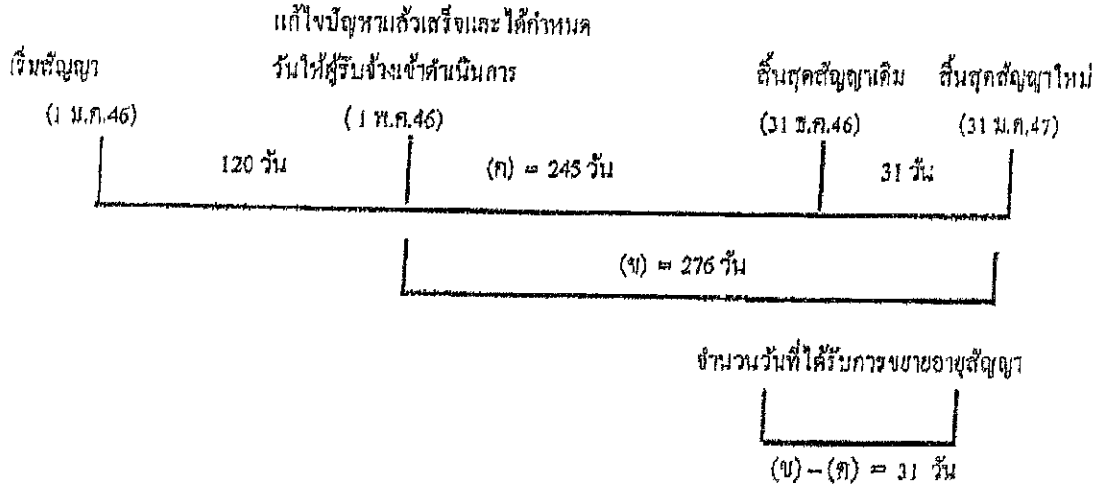 แก้ไขปัญหาแล้วเสร็จและได้กำหนด
เริ่มสัญญา วันให้ผู้รับจ้างเข้าดำเนินการ สิ้นสุดสัญญาเดิม สิ้นสุดสัญญาใหม่
(1 ม.ค.46) (1 พ.ค.46) (31 ธ.ค.46) (31 ม.ค.47)
120 วัน (ค) = 245 วัน 31 วัน
(ข) = 276 วัน
จำนวนวันที่ได้รับการขยายอายุสัญญา
(ข) – (ค) = 31 วัน